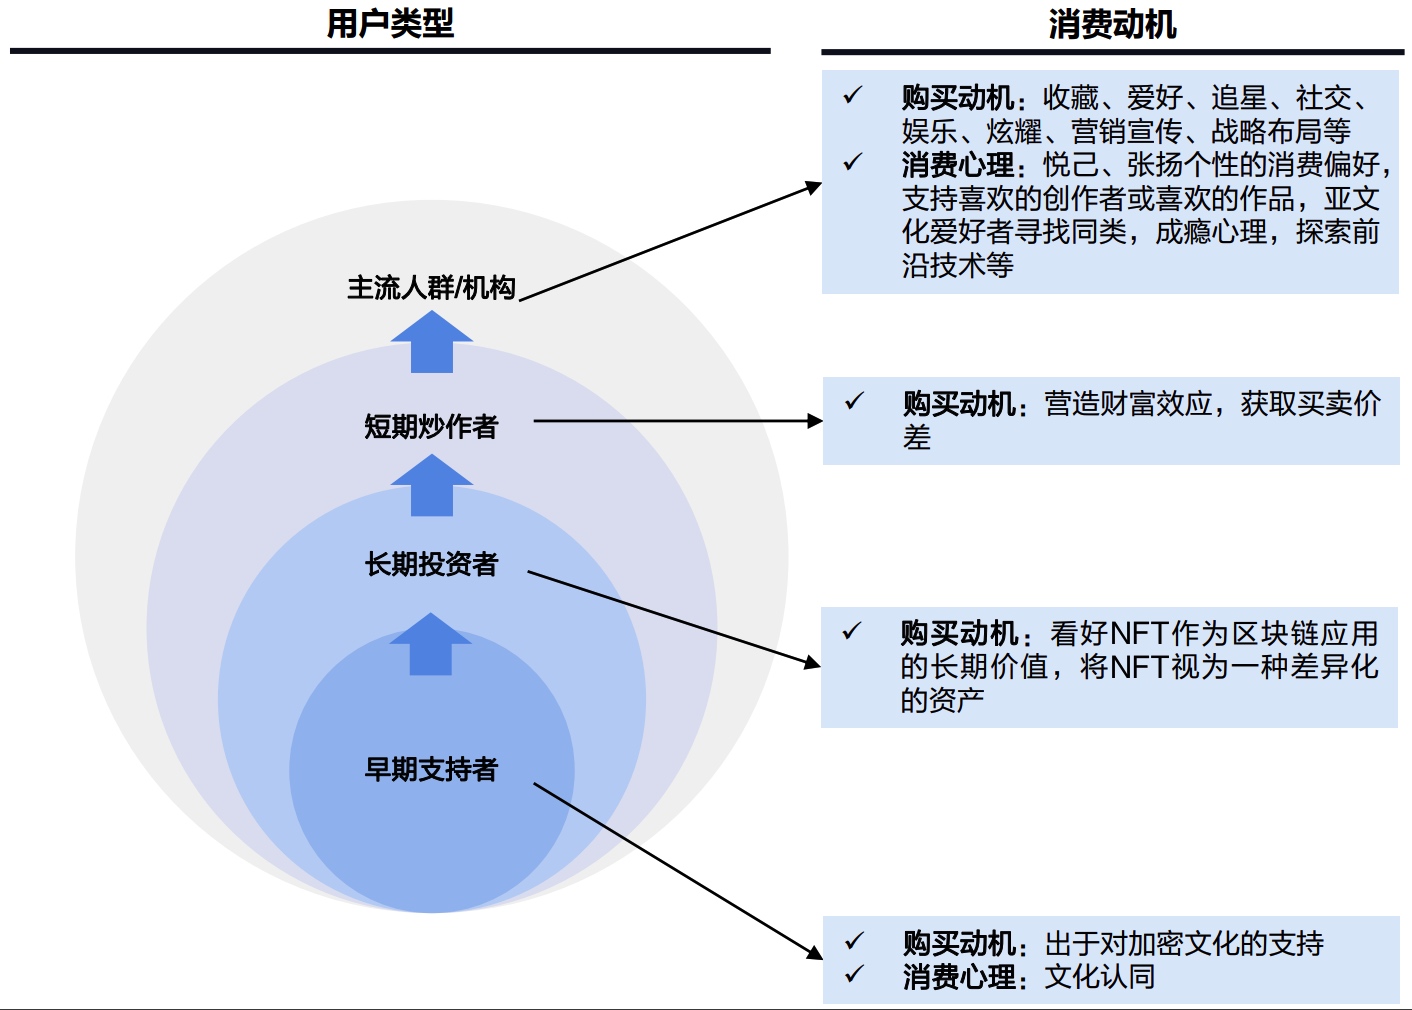 用户类型
消费动机
✓ 购买动机：收藏、爱好、追星、社交、
娱乐、炫耀、营销宣传、战略布局等
✓ 消费心理：悦己、张扬个性的消费偏好，
支持喜欢的创作者或喜欢的作品，亚文
化爱好者寻找同类，成瘾心理，探索前
沿技术等
主流人群/机构
✓ 购买动机：营造财富效应，获取买卖价
差
短期炒作者
长期投资者
✓ 购买动机：看好NFT作为区块链应用
的长期价值，将NFT视为一种差异化
的资产
早期支持者
✓ 购买动机：出于对加密文化的支持
✓ 消费心理：文化认同